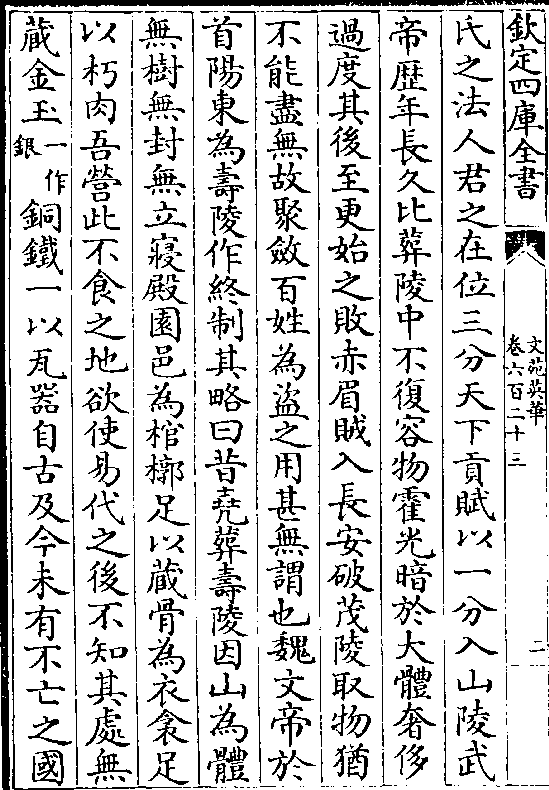 欽定四庫全書
文苑英華
卷六百二十三
二
氏之法人君之在位三分天下貢賦以一分入山陵武
帝歴年長久比葬陵中不復容物霍光暗於大體奢侈
過度其後至更始之敗赤眉賊入長安破茂陵取物猶
不能盡無故聚斂百姓為盜之用甚無謂也魏文帝於
首陽東為壽陵作終制其略曰昔堯葬壽陵因山為體
無樹無封無立寢殿園邑為棺槨足以藏骨為衣衾足
以朽肉吾營此不食之地欲使易代之後不知其處無
藏金玉一作銀銅鐵一以瓦器自古及今未有不亡之國